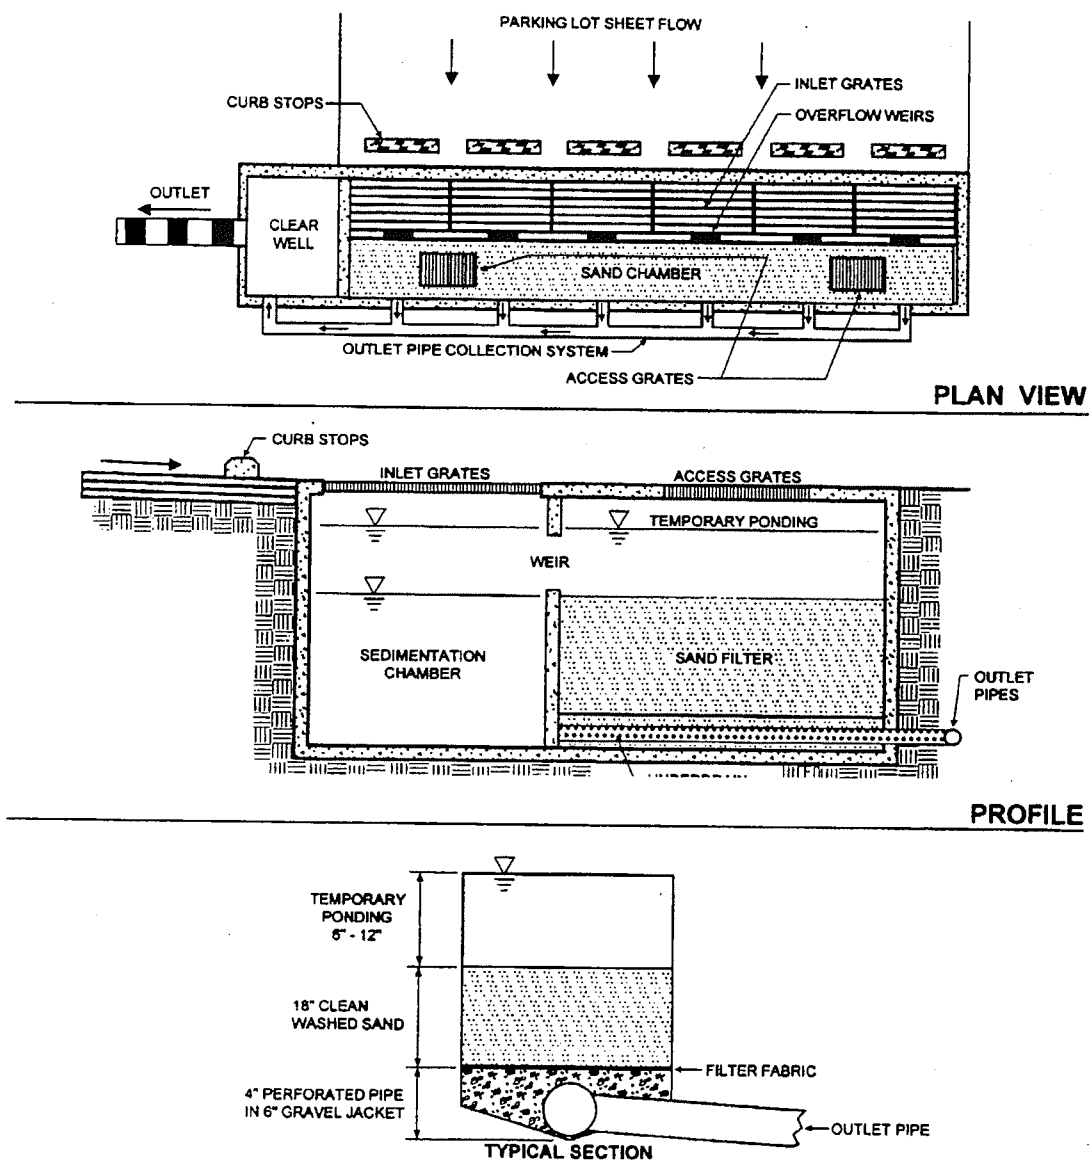 PARKING LOT SHEET FLOW
INLET GRATES
CURB STOPS
OVERFLOW WEIRS
OUTLET
CLEAR
WELL
SAND CHAMBER
OUTLET PIPE COLLECTION SYSTEM
ACCESS GRATES
PLAN VIEW
CURB STOPS
INLET GRATES
ACCESS GRATES
TEMPORARY PONDING
WEIR
SEDIMENTATION
CHAMBER
SAND FILTER
OUTLET
PIPES
PROFILE
TEMPORARY
PONDING
6" - 12"
18" CLEAN
WASHED SAND
FILTER FABRIC
4" PERFORATED PIPE
IN 6" GRAVEL JACKET
OUTLET PIPE
TYPICAL SECTION